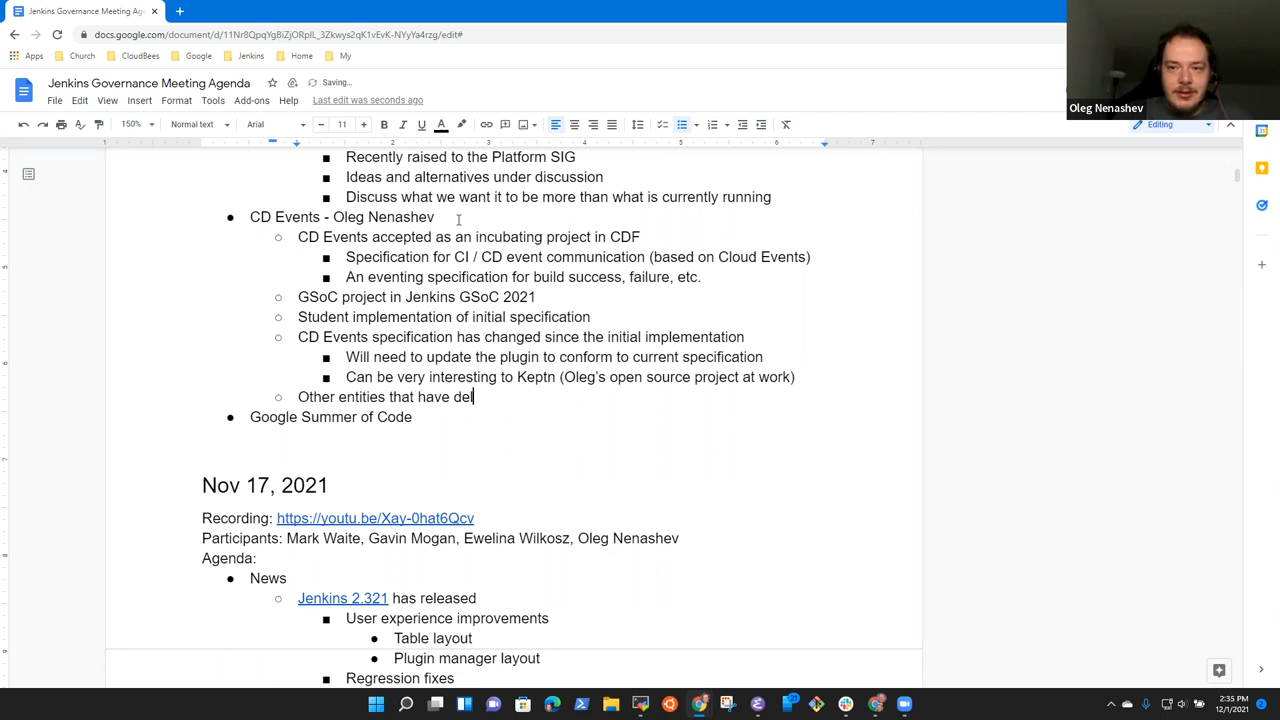 Jenkins Governance Meeting Ag
docs.google.com/document/d/11Nr8QpqYgBiZjORplL_3Zkwys2qK1vEvK-NYyYa4rzg/edit#
Apps Church CloudBees Google Jenkins Home My
Oleg Nenashev
Jenkins Governance Meeting Agenda
Saving...
File Edit View Insert Format Tools Add-ons Help Last edit was seconds ago
150% Normal text Arial 11 Editing
1 1 2 3 4 5 6 7
■ Recently raised to the Platform SIG
■ Ideas and alternatives under discussion
■ Discuss what we want it to be more than what is currently running
● CD Events - Oleg Nenashev
○ CD Events accepted as an incubating project in CDF
■ Specification for CI / CD event communication (based on Cloud Events)
■ An eventing specification for build success, failure, etc.
○ GSoC project in Jenkins GSoC 2021
○ Student implementation of initial specification
○ CD Events specification has changed since the initial implementation
■ Will need to update the plugin to conform to current specification
■ Can be very interesting to Keptn (Oleg's open source project at work)
○ Other entities that have del
● Google Summer of Code
Nov 17, 2021
Recording: https://youtu.be/Xay-0hat6Qcv
Participants: Mark Waite, Gavin Mogan, Ewelina Wilkosz, Oleg Nenashev
Agenda:
● News
○ Jenkins 2.321 has released
■ User experience improvements
● Table layout
● Plugin manager layout
■ Regression fixes
2:35 PM
12/1/2021